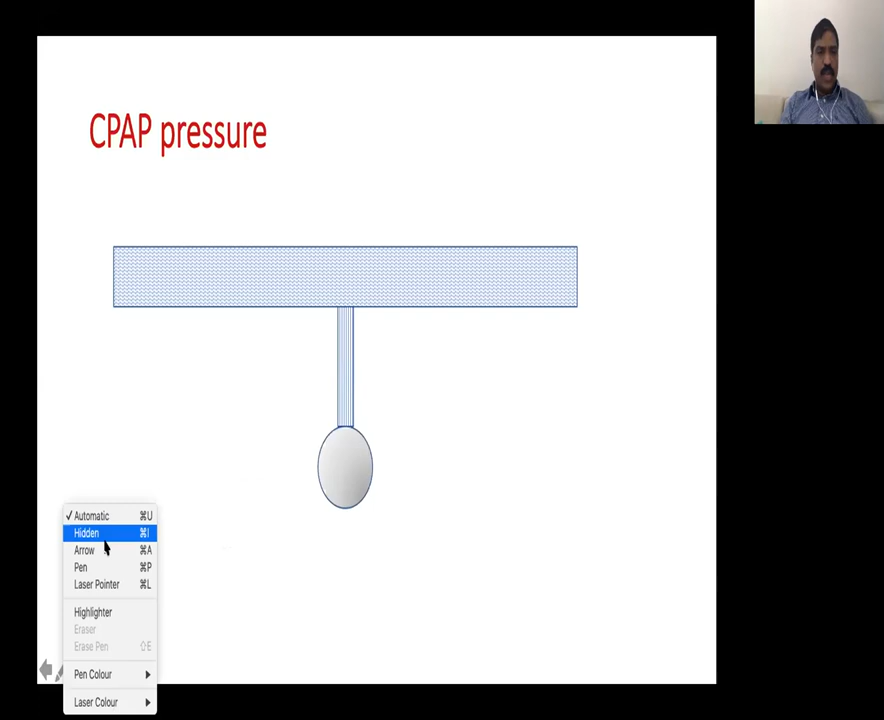 CPAP pressure
✓ Automatic ⌘U
Hidden ⌘I
Arrow ⌘A
Pen ⌘P
Laser Pointer ⌘L
Highlighter
Eraser
Erase Pen ⇧E
Pen Colour
Laser Colour